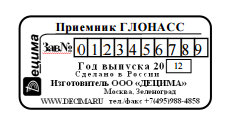 Приемник ГЛОНАСС
Децима
Зав№ 0 1 2 3 4 5 6 7 8 9
Год выпуска 20 12
Сделано в России
Изготовитель ООО «ДЕЦИМА»
Москва, Зеленоград
WWW.DECIMA.RU тел./факс +7(495)988-4858